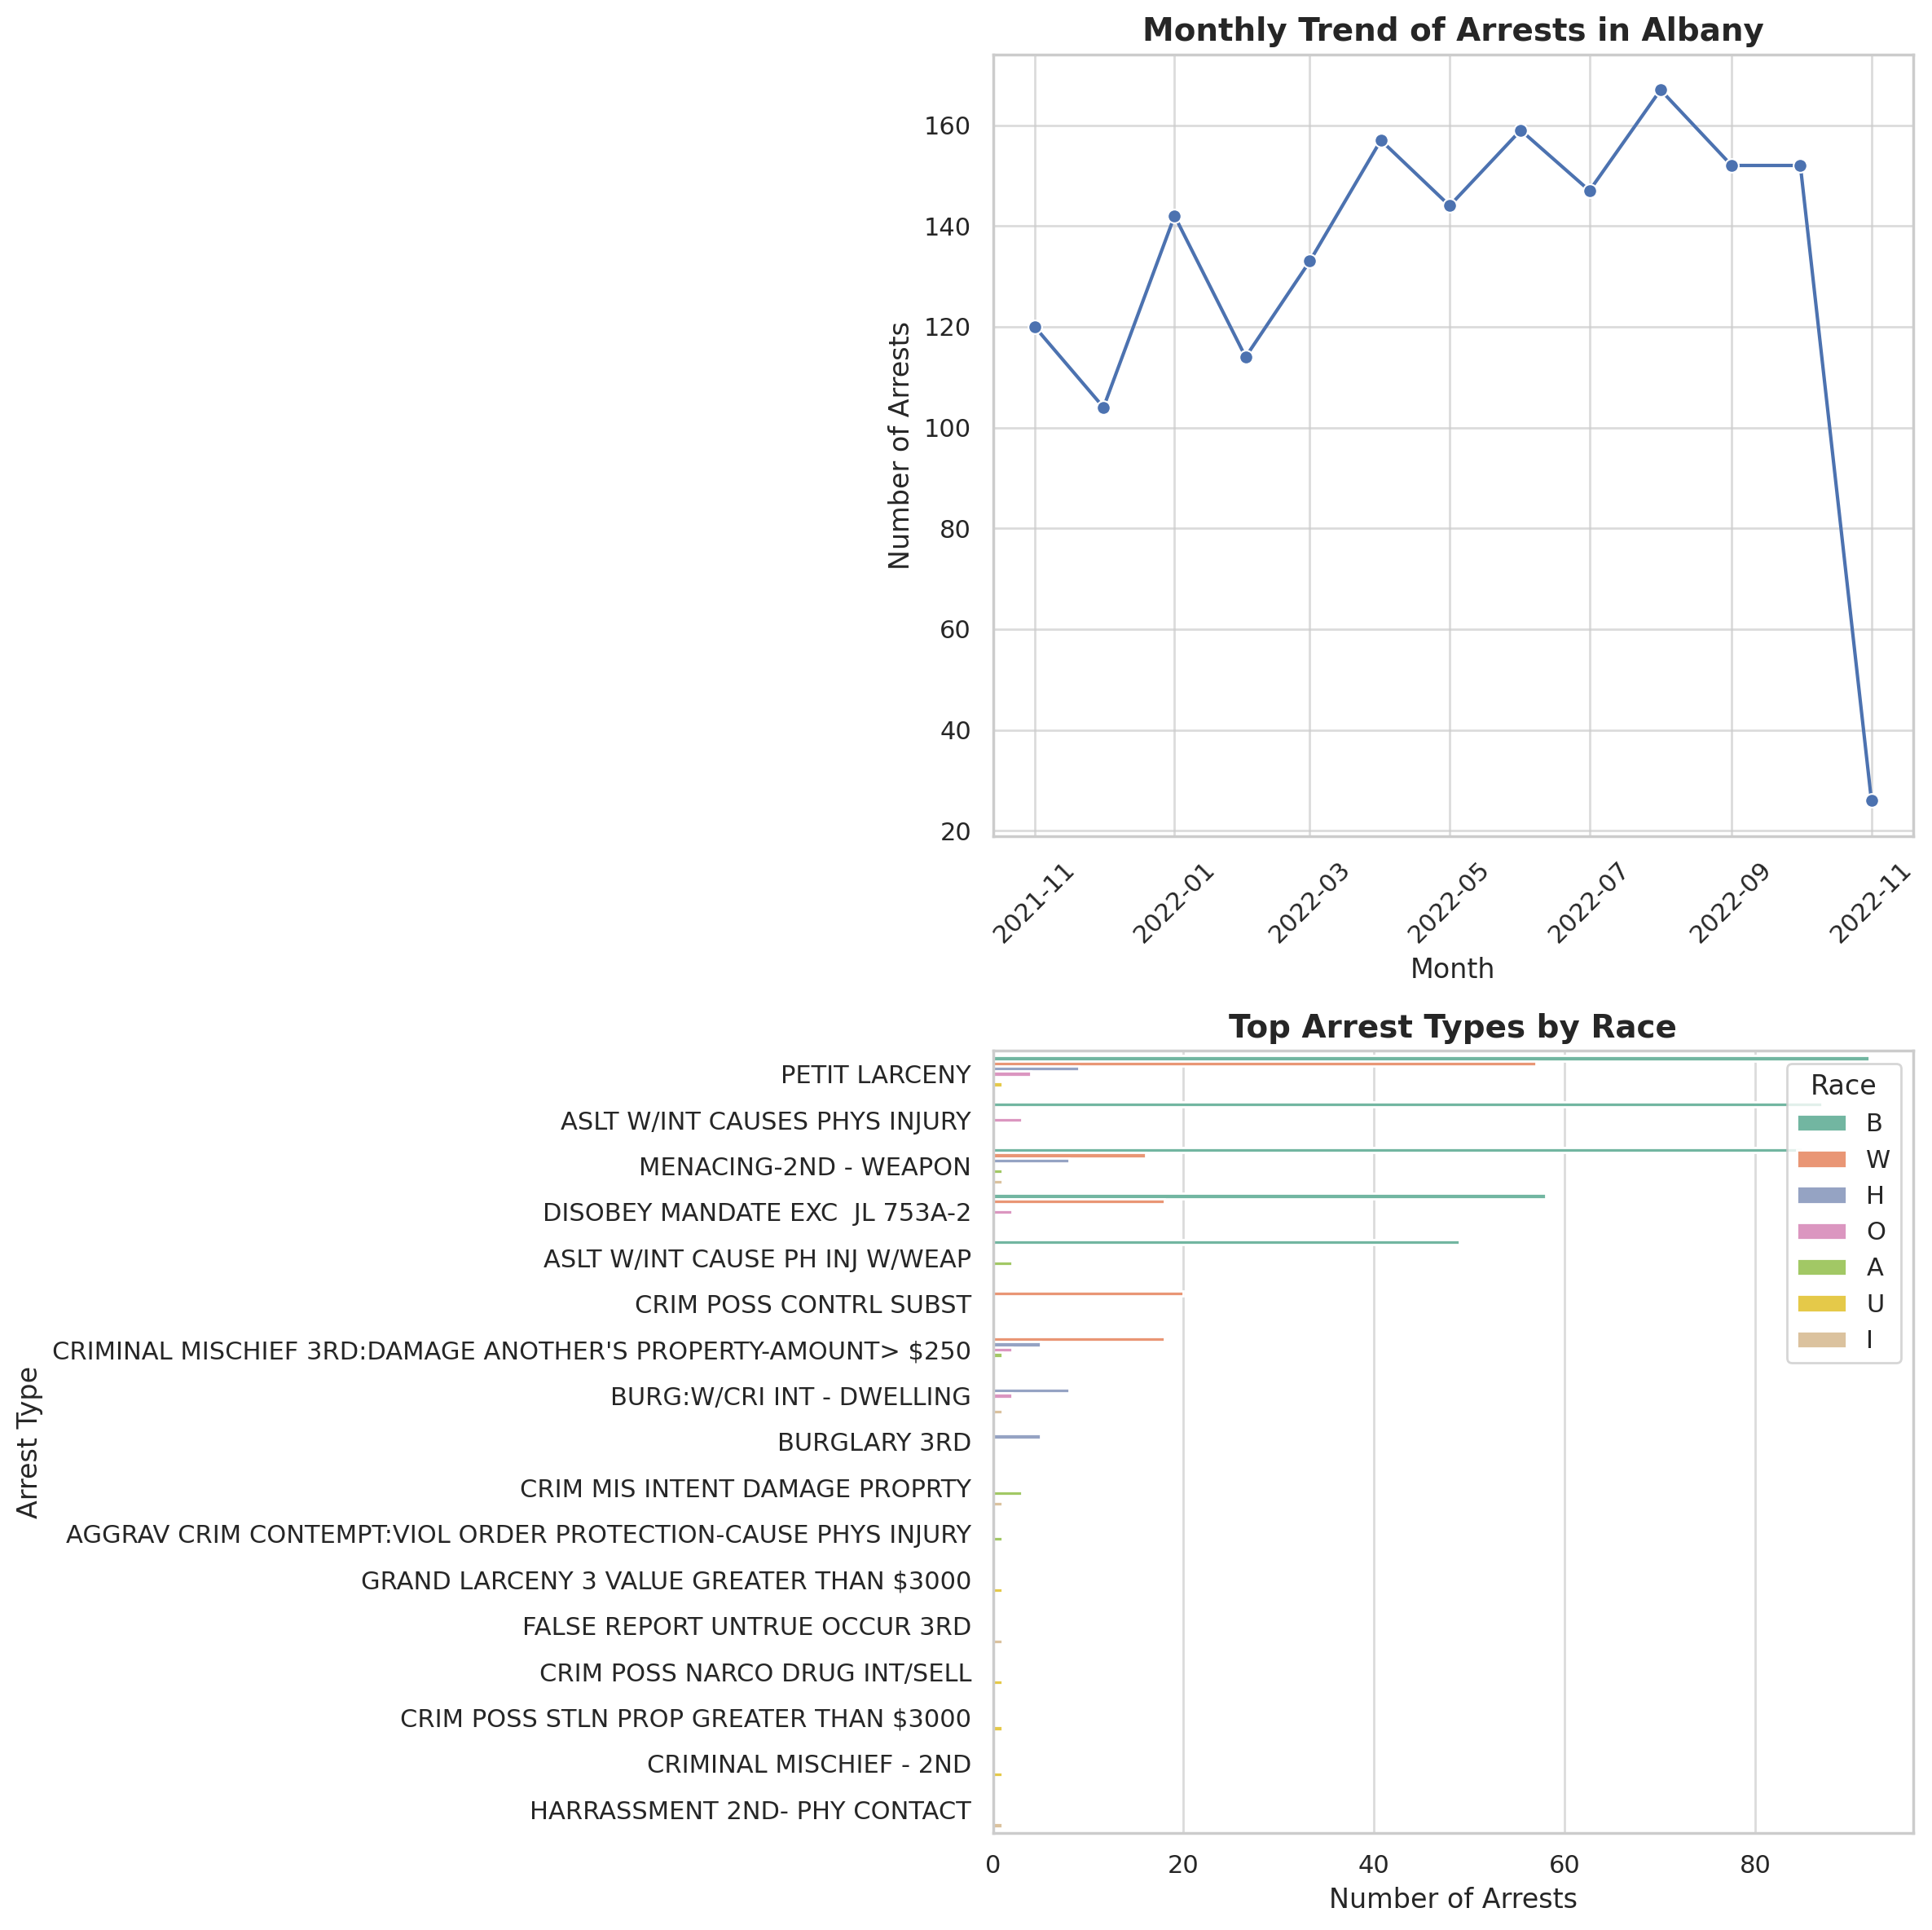 Monthly Trend of Arrests in Albany
Number of Arrests
160
140
120
100
80
60
40
20
2021-11
2022-01
2022-03
2022-05
2022-07
2022-09
2022-11
Month
Top Arrest Types by Race
Arrest Type
PETIT LARCENY
ASLT W/INT CAUSES PHYS INJURY
MENACING-2ND - WEAPON
DISOBEY MANDATE EXC  JL 753A-2
ASLT W/INT CAUSE PH INJ W/WEAP
CRIM POSS CONTRL SUBST
CRIMINAL MISCHIEF 3RD:DAMAGE ANOTHER'S PROPERTY-AMOUNT> $250
BURG:W/CRI INT - DWELLING
BURGLARY 3RD
CRIM MIS INTENT DAMAGE PROPRTY
AGGRAV CRIM CONTEMPT:VIOL ORDER PROTECTION-CAUSE PHYS INJURY
GRAND LARCENY 3 VALUE GREATER THAN $3000
FALSE REPORT UNTRUE OCCUR 3RD
CRIM POSS NARCO DRUG INT/SELL
CRIM POSS STLN PROP GREATER THAN $3000
CRIMINAL MISCHIEF - 2ND
HARRASSMENT 2ND- PHY CONTACT
Race
B
W
H
O
A
U
I
0
20
40
60
80
Number of Arrests